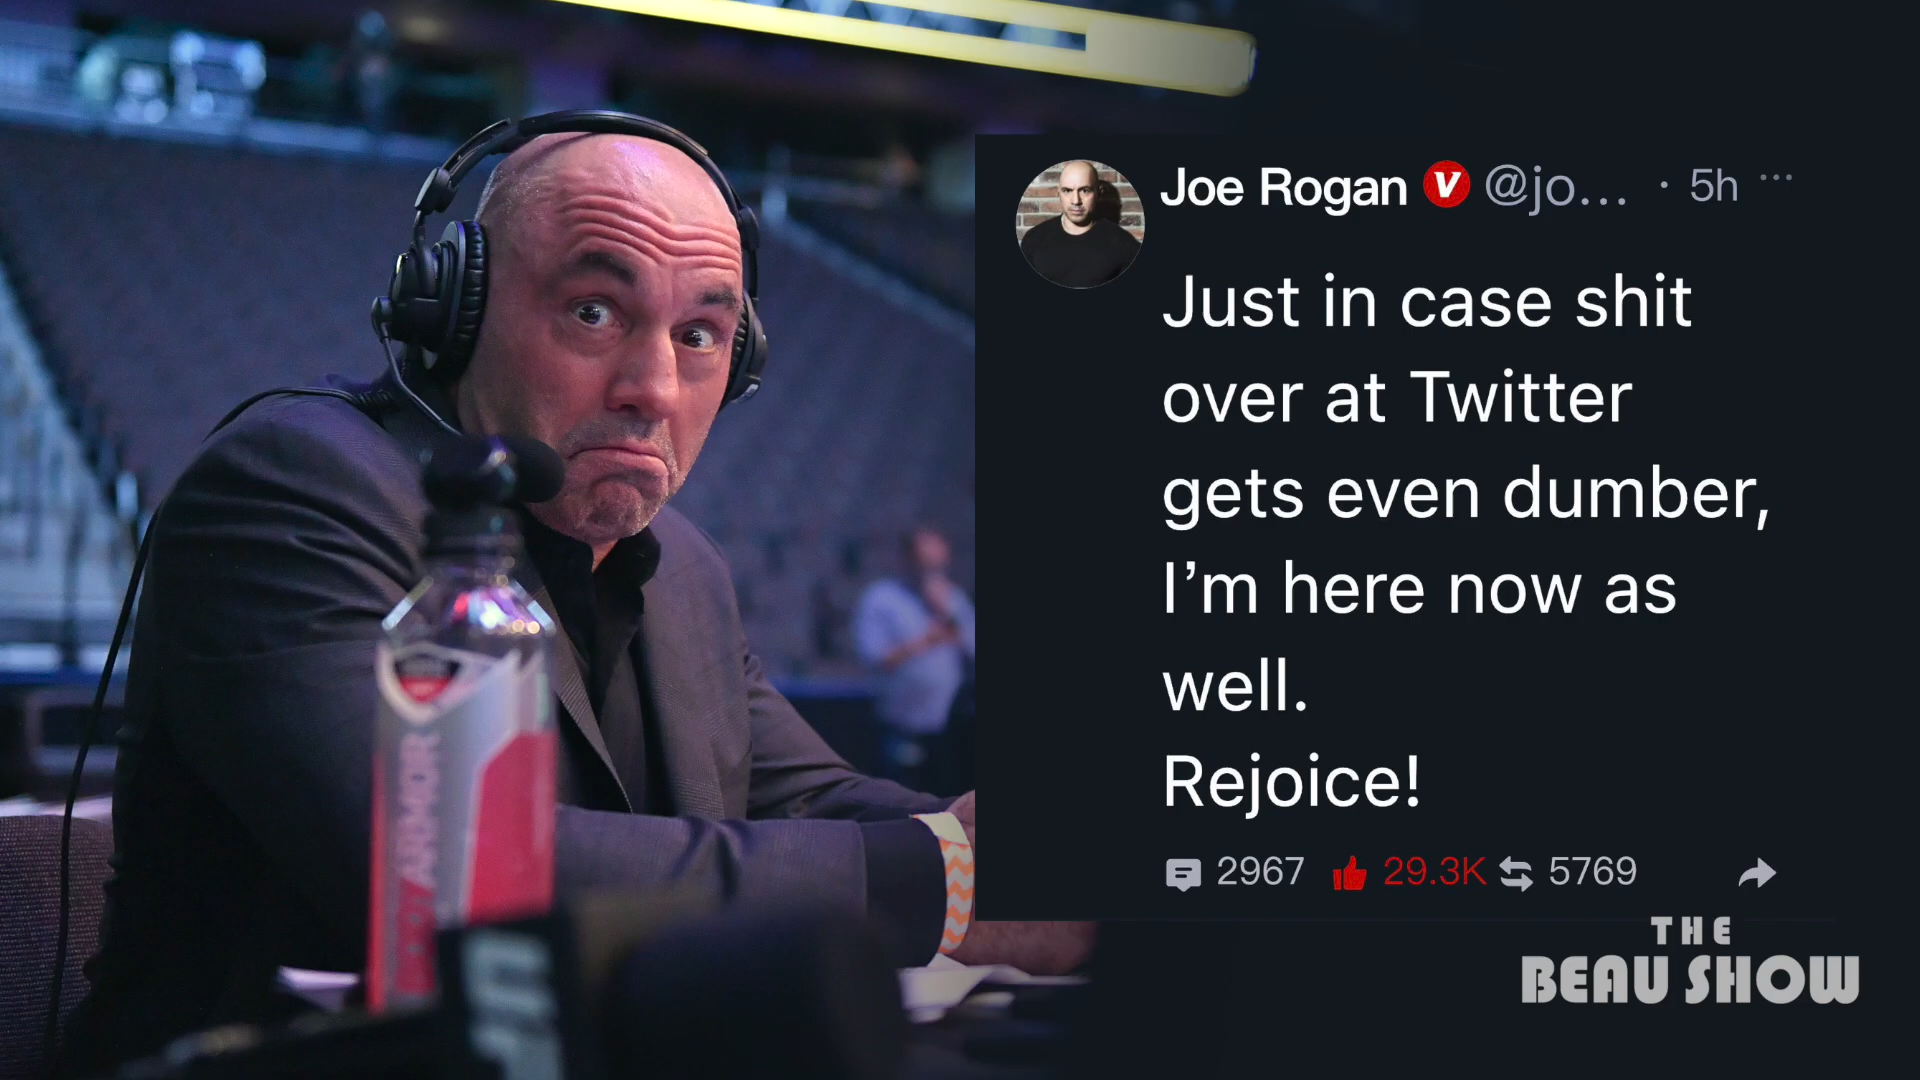 Joe Rogan V @jo... · 5h ...
Just in case shit
over at Twitter
gets even dumber,
I’m here now as
well.
Rejoice!
2967 29.3K 5769
THE
BEAU SHOW
ARMOR